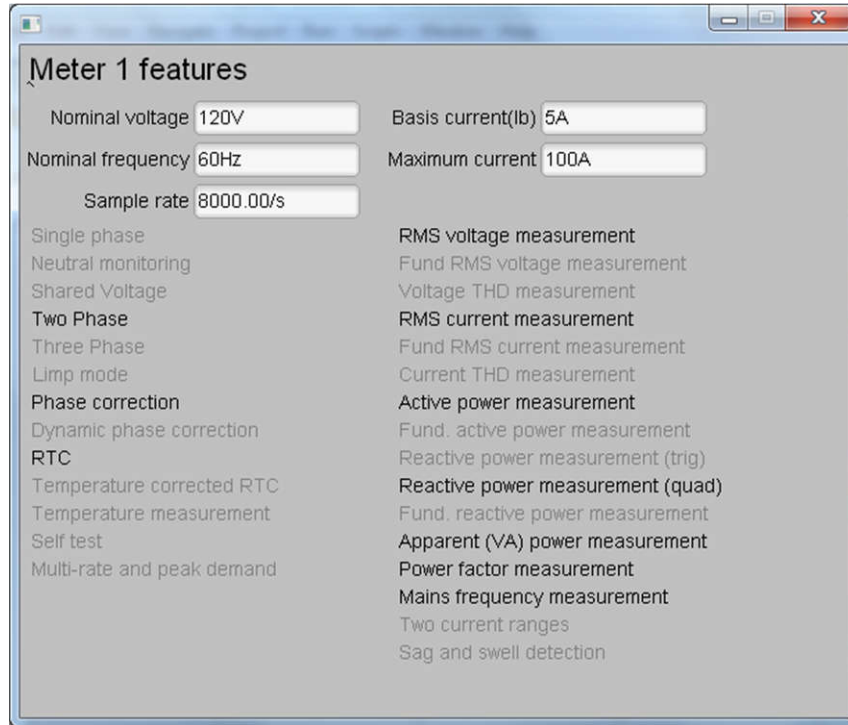 Meter 1 features
Nominal voltage 120V
Basis current(Ib) 5A
Nominal frequency 60Hz
Maximum current 100A
Sample rate 8000.00/s
Single phase
Neutral monitoring
Shared Voltage
Two Phase
Three Phase
Limp mode
Phase correction
Dynamic phase correction
RTC
Temperature corrected RTC
Temperature measurement
Self test
Multi-rate and peak demand
RMS voltage measurement
Fund RMS voltage measurement
Voltage THD measurement
RMS current measurement
Fund RMS current measurement
Current THD measurement
Active power measurement
Fund. active power measurement
Reactive power measurement (trig)
Reactive power measurement (quad)
Fund. reactive power measurement
Apparent (VA) power measurement
Power factor measurement
Mains frequency measurement
Two current ranges
Sag and swell detection